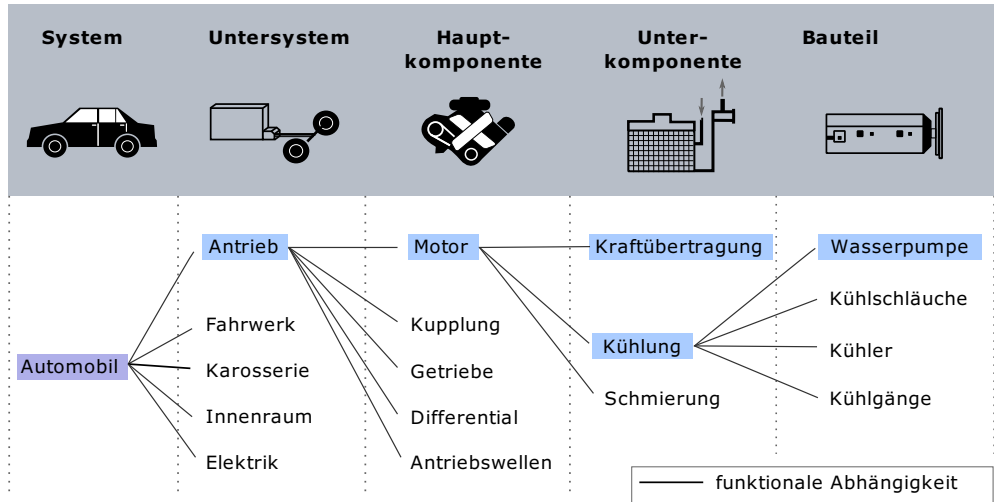 System
Untersystem
Haupt-
komponente
Unter-
komponente
Bauteil
Automobil
Antrieb
Fahrwerk
Karosserie
Innenraum
Elektrik
Motor
Kupplung
Getriebe
Differential
Antriebswellen
Kraftübertragung
Kühlung
Schmierung
Wasserpumpe
Kühlschläuche
Kühler
Kühlgänge
funktionale Abhängigkeit